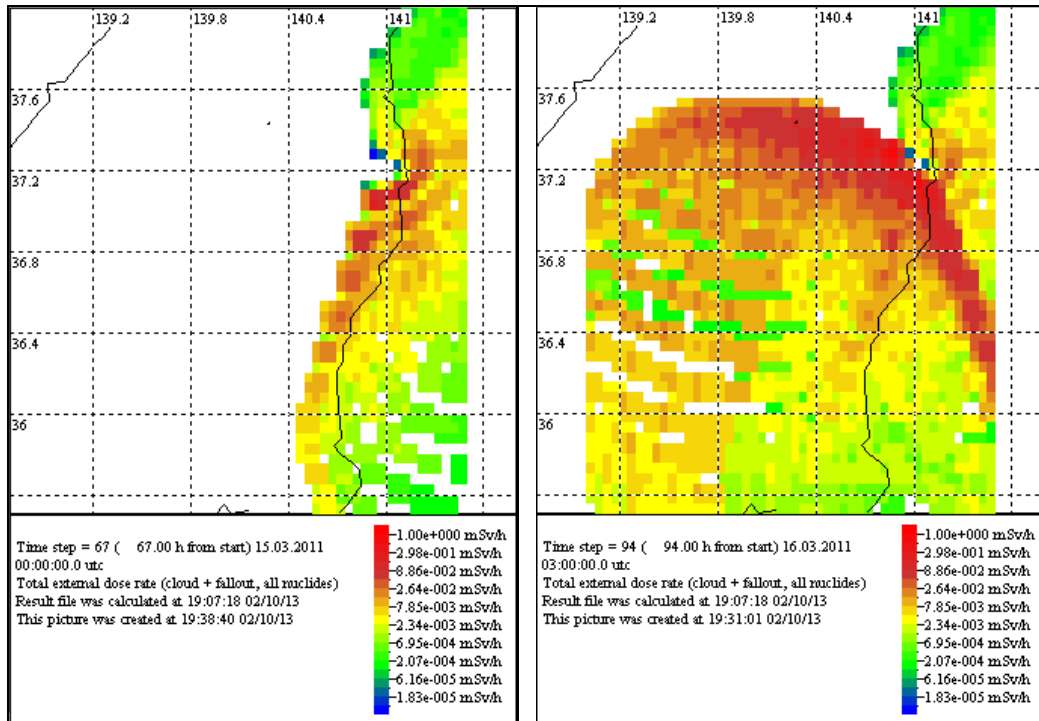 139.2 139.8 140.4 141
37.6
37.2
36.8
36.4
36
Time step = 67 ( 67.00 h from start) 15.03.2011
00:00:00.0 utc
Total external dose rate (cloud + fallout, all nuclides)
Result file was calculated at 19:07:18 02/10/13
This picture was created at 19:38:40 02/10/13
1.00e+000 mSv/h
2.98e-001 mSv/h
8.86e-002 mSv/h
2.64e-002 mSv/h
7.85e-003 mSv/h
2.34e-003 mSv/h
6.95e-004 mSv/h
2.07e-004 mSv/h
6.16e-005 mSv/h
1.83e-005 mSv/h
139.2 139.8 140.4 141
37.6
37.2
36.8
36.4
36
Time step = 94 ( 94.00 h from start) 16.03.2011
03:00:00.0 utc
Total external dose rate (cloud + fallout, all nuclides)
Result file was calculated at 19:07:18 02/10/13
This picture was created at 19:31:01 02/10/13
1.00e+000 mSv/h
2.98e-001 mSv/h
8.86e-002 mSv/h
2.64e-002 mSv/h
7.85e-003 mSv/h
2.34e-003 mSv/h
6.95e-004 mSv/h
2.07e-004 mSv/h
6.16e-005 mSv/h
1.83e-005 mSv/h